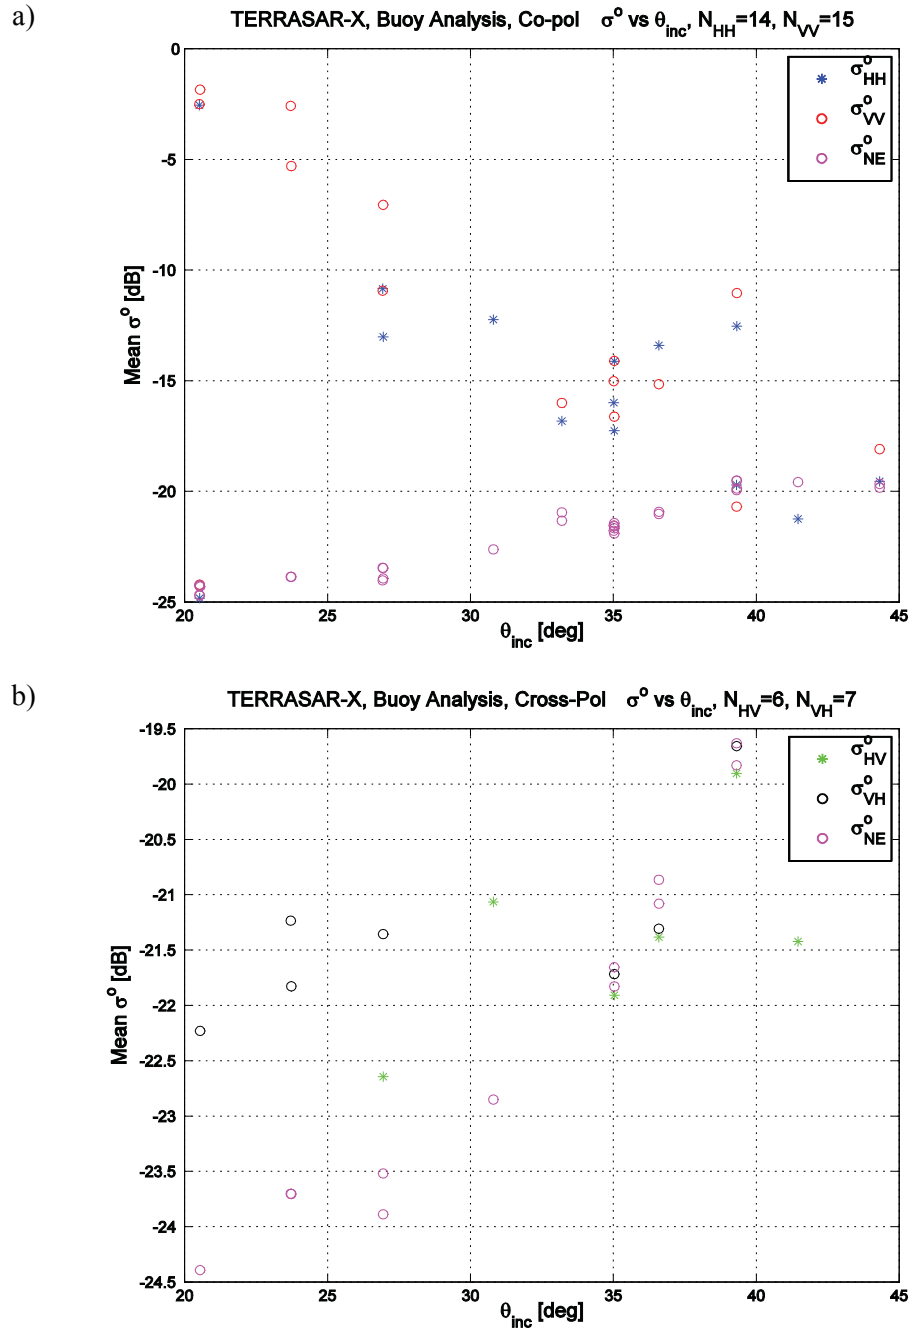 a)
TERRASAR-X, Buoy Analysis, Co-pol σ° vs θinc, NHH=14, NVV=15
0
-5
-10
-15
-20
-25
Mean σ° [dB]
σ°HH
σ°VV
σ°NE
20 25 30 35 40 45
θinc [deg]
b)
TERRASAR-X, Buoy Analysis, Cross-Pol σ° vs θinc, NHV=6, NVH=7
-19.5
-20
-20.5
-21
-21.5
-22
-22.5
-23
-23.5
-24
-24.5
Mean σ° [dB]
σ°HV
σ°VH
σ°NE
20 25 30 35 40 45
θinc [deg]